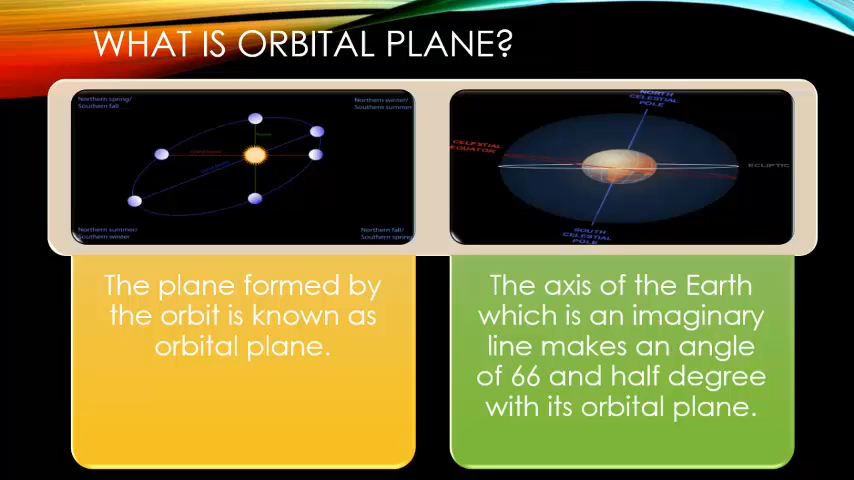 WHAT IS ORBITAL PLANE?
Northern spring/
Southern fall
Northern winter/
Southern summer
Northern summer/
Southern winter
Northern fall/
Southern spring
NORTH
CELESTIAL
POLE
CELESTIAL
EQUATOR
ECLIPTIC
SOUTH
CELESTIAL
POLE
The plane formed by
the orbit is known as
orbital plane.
The axis of the Earth
which is an imaginary
line makes an angle
of 66 and half degree
with its orbital plane.